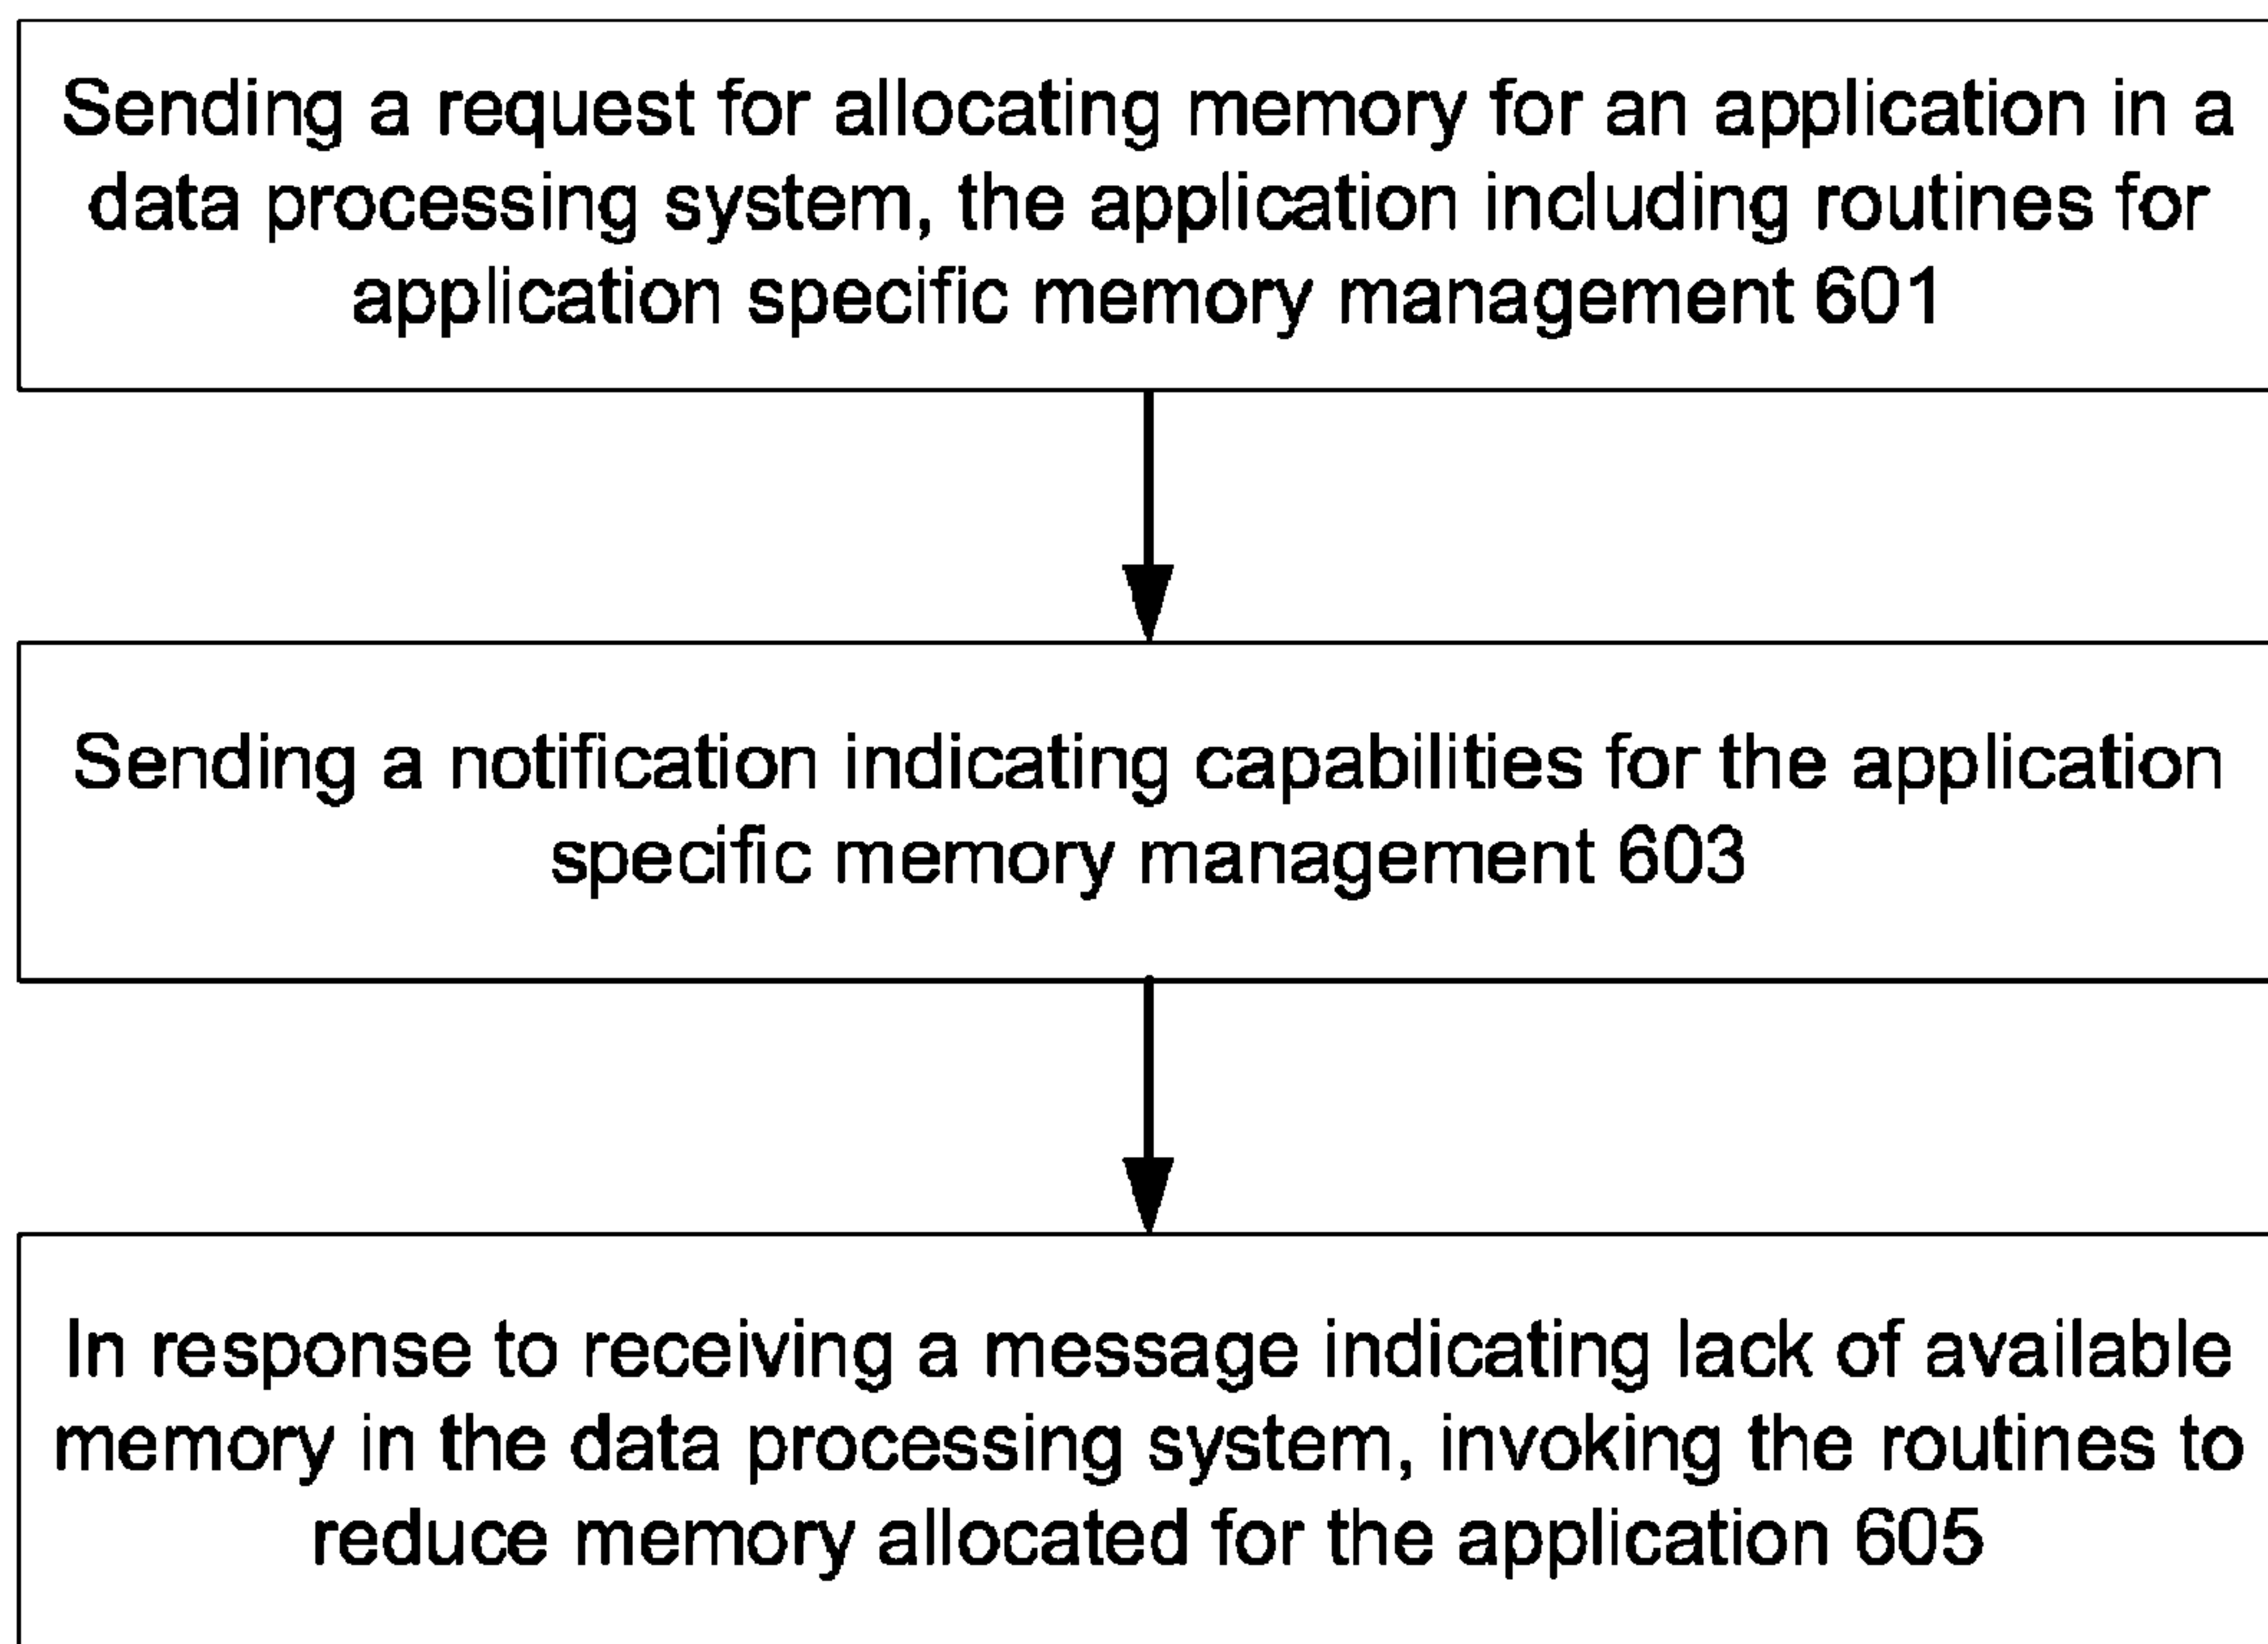 Sending a request for allocating memory for an application in a
data processing system, the application including routines for
application specific memory management 601
Sending a notification indicating capabilities for the application
specific memory management 603
In response to receiving a message indicating lack of available
memory in the data processing system, invoking the routines to
reduce memory allocated for the application 605